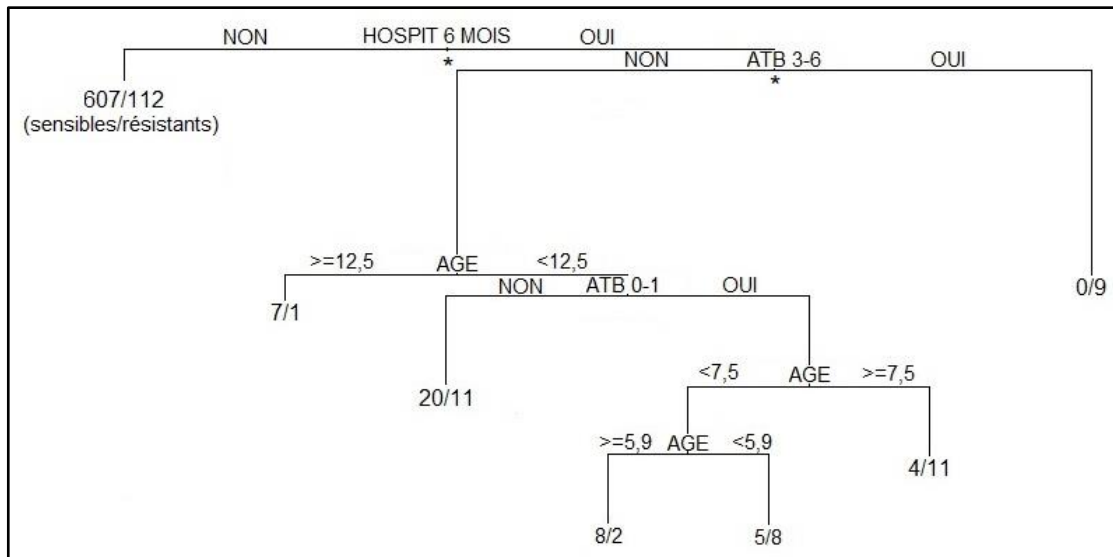 NON HOSPIT 6 MOIS OUI
*
NON ATB 3-6 OUI
*
607/112
(sensibles/résistants)
>=12,5 AGE <12,5
7/1
NON ATB 0-1 OUI
0/9
20/11
<7,5 AGE >=7,5
>=5,9 AGE <5,9
4/11
8/2 5/8